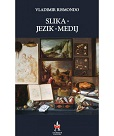 VLADIMIR RISMONDO
SLIKA -
JEZIK - MEDIJ